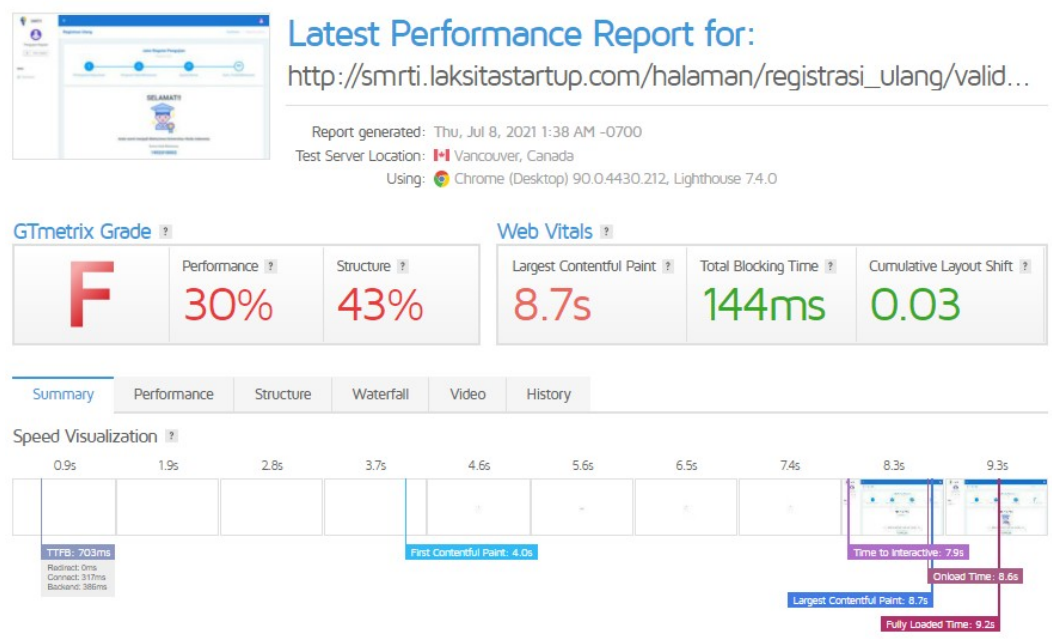 Latest Performance Report for:
http://smrti.laksitastartup.com/halaman/registrasi_ulang/valid...
Report generated: Thu, Jul 8, 2021 1:38 AM -0700
Test Server Location: Vancouver, Canada
Using: Chrome (Desktop) 90.0.4430.212, Lighthouse 7.4.0
SELAMAT!!
GTmetrix Grade ?
Web Vitals ?
F
Performance ?
30%
Structure ?
43%
Largest Contentful Paint ?
8.7s
Total Blocking Time ?
144ms
Cumulative Layout Shift ?
0.03
Summary Performance Structure Waterfall Video History
Speed Visualization ?
0.9s 1.9s 2.8s 3.7s 4.6s 5.6s 6.5s 7.4s 8.3s 9.3s
TTFB: 703ms
Redirect: 0ms
Connect: 317ms
Backend: 386ms
First Contentful Paint: 4.0s
Time to Interactive: 7.9s
Onload Time: 8.6s
Largest Contentful Paint: 8.7s
Fully Loaded Time: 9.2s